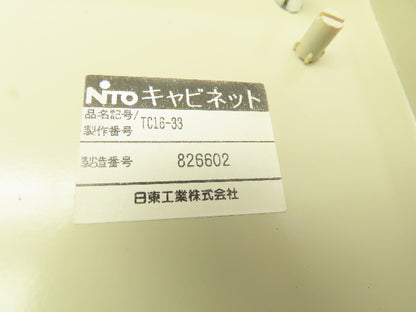 NITO キャビネット
品名記号/
製作番号 TC16-33
製造番号 826602
日東工業株式会社